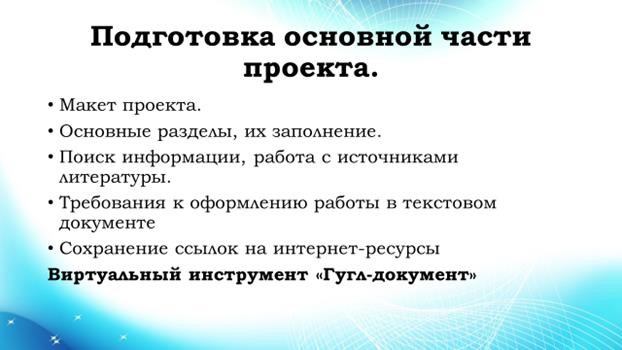 Подготовка основной части
проекта.
• Макет проекта.
• Основные разделы, их заполнение.
• Поиск информации, работа с источниками
литературы.
• Требования к оформлению работы в текстовом
документе
• Сохранение ссылок на интернет-ресурсы
Виртуальный инструмент «Гугл-документ»